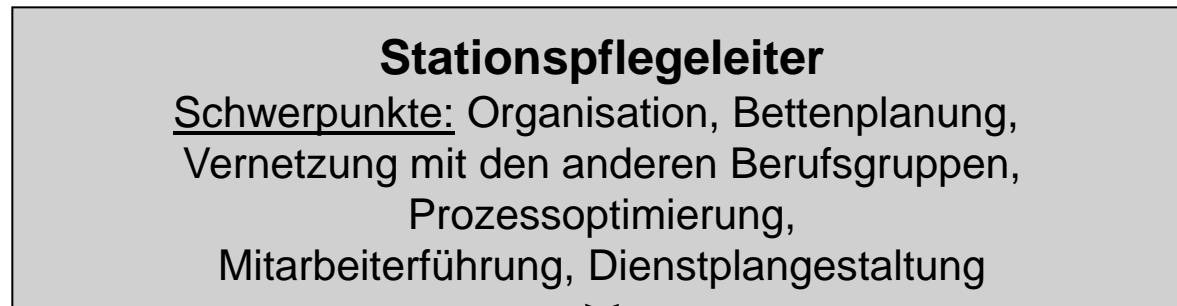 Stationspflegeleiter
Schwerpunkte: Organisation, Bettenplanung,
Vernetzung mit den anderen Berufsgruppen,
Prozessoptimierung,
Mitarbeiterführung, Dienstplangestaltung